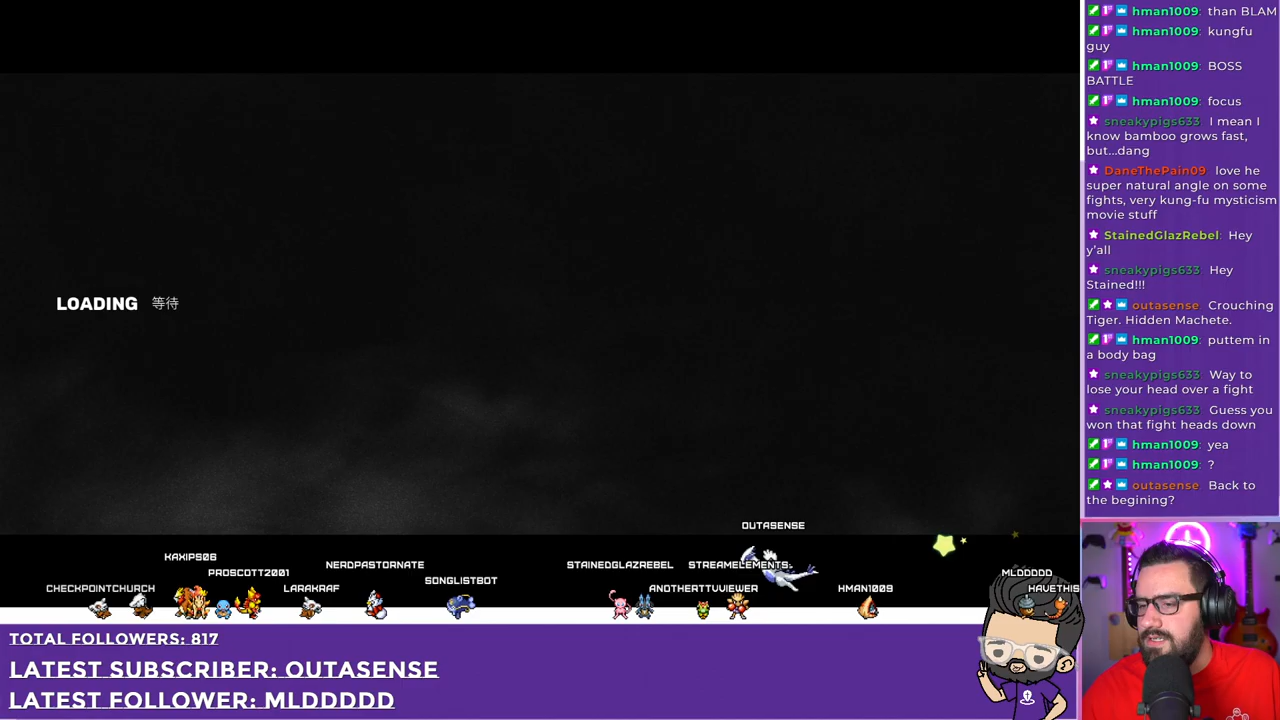 LOADING 等待
hman1009: than BLAM
hman1009: kungfu
guy
hman1009: BOSS
BATTLE
hman1009: focus
sneakypigs633 I mean I
know bamboo grows fast,
but...dang
DaneThePain09 love he
super natural angle on some
fights, very kung-fu mysticism
movie stuff
StainedGlazRebel: Hey
y'all
sneakypigs633 Hey
Stained!!!
outasense: Crouching
Tiger. Hidden Machete.
hman1009: puttem in
a body bag
sneakypigs633 Way to
lose your head over a fight
sneakypigs633 Guess you
won that fight heads down
hman1009: yea
hman1009: ?
outasense: Back to
the begining?
OUTASENSE
KAXIPS06
PROSCOTT2001
NERDPASTORNATE
STAINEDGLAZREBEL
STREAMELEMENTS
MLDDDDD
CHECKPOINTCHURCH
LARAKRAF
SONGLISTBOT
ANDTHERTTVVIEWER
HMAN1009
HAVETHIS
TOTAL FOLLOWERS: 817
LATEST SUBSCRIBER: OUTASENSE
LATEST FOLLOWER: MLDDDDD